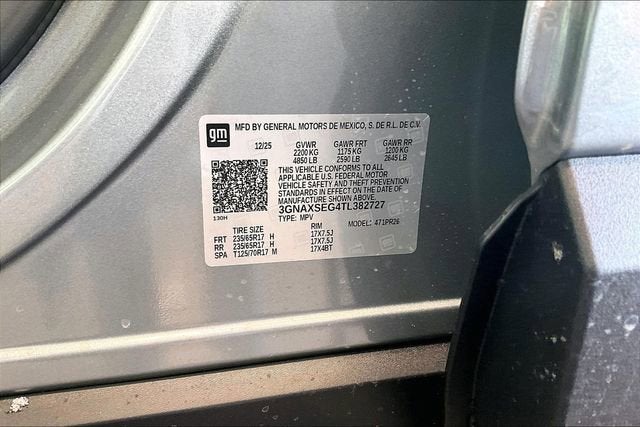 gm MFD BY GENERAL MOTORS DE MEXICO, S. DE R.L. DE C.V.
12/25 GVWR GAWR FRT GAWR RR
2200 KG 1175 KG 1200 KG
4850 LB 2590 LB 2645 LB
THIS VEHICLE CONFORMS TO ALL
APPLICABLE U.S. FEDERAL MOTOR
VEHICLE SAFETY AND THEFT PREVENTION
STANDARDS IN EFFECT ON THE DATE OF
MANUFACTURE SHOWN ABOVE.
3GNAXSEG4TL382727
130H TYPE: MPV MODEL: 471PR26
TIRE SIZE RIM
FRT 235/65R17 H 17X7.5J
RR 235/65R17 H 17X7.5J
SPA T125/70R17 M 17X4BT